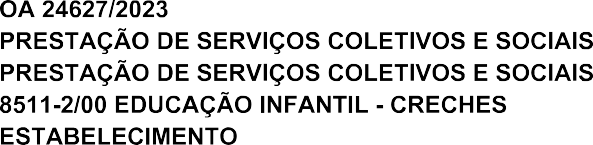 OA 24627/2023
PRESTAÇÃO DE SERVIÇOS COLETIVOS E SOCIAIS
PRESTAÇÃO DE SERVIÇOS COLETIVOS E SOCIAIS
8511-2/00 EDUCAÇÃO INFANTIL - CRECHES
ESTABELECIMENTO